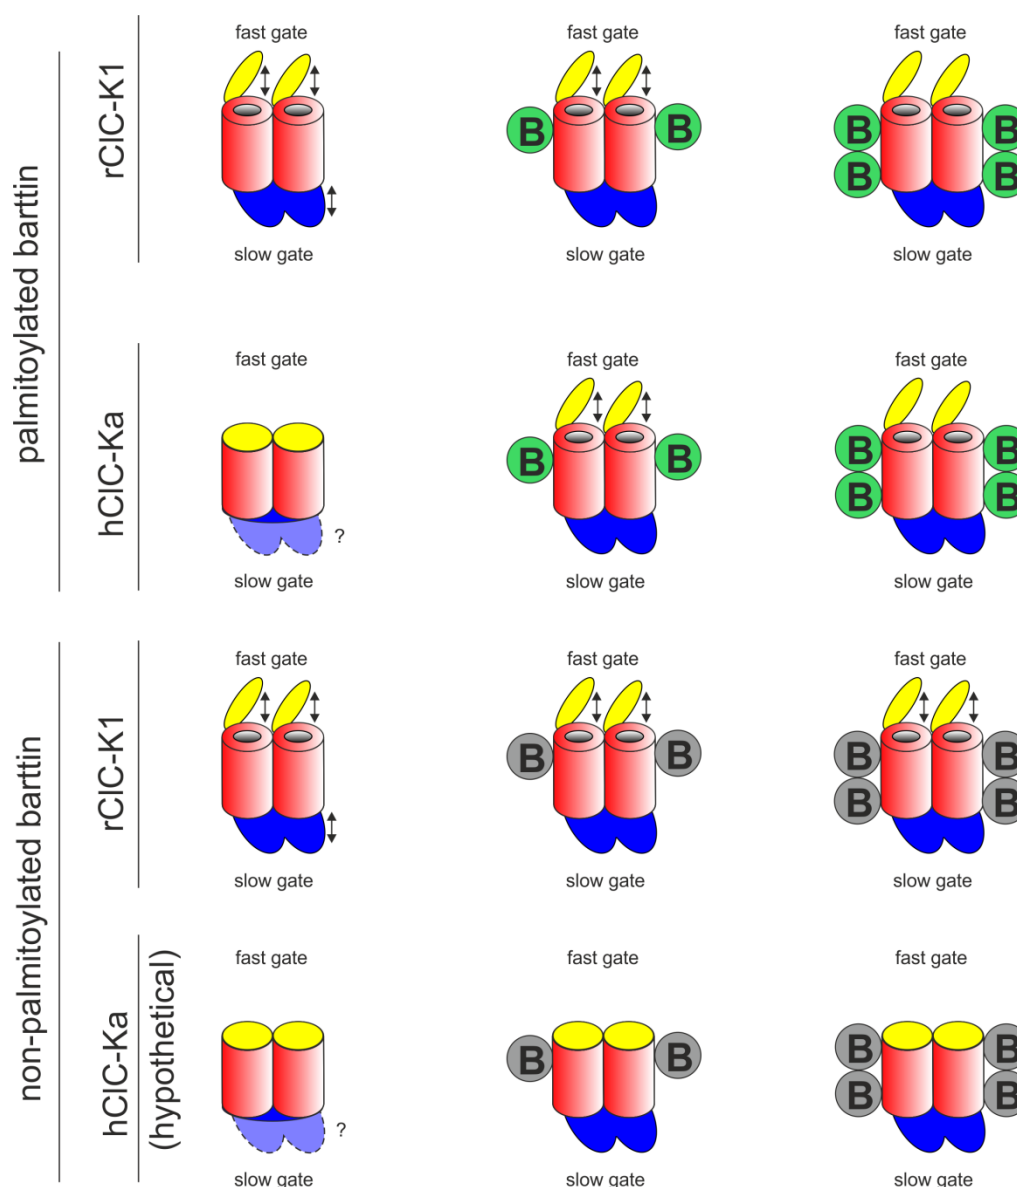 palmitoylated barttin
rClC-K1
fast gate
fast gate
fast gate
B
B
B
B
B
B
slow gate
slow gate
slow gate
hClC-Ka
fast gate
fast gate
fast gate
B
B
B
B
B
B
?
slow gate
slow gate
slow gate
non-palmitoylated barttin
rClC-K1
fast gate
fast gate
fast gate
B
B
B
B
B
B
slow gate
slow gate
slow gate
hClC-Ka
(hypothetical)
fast gate
fast gate
fast gate
B
B
B
B
B
B
?
slow gate
slow gate
slow gate